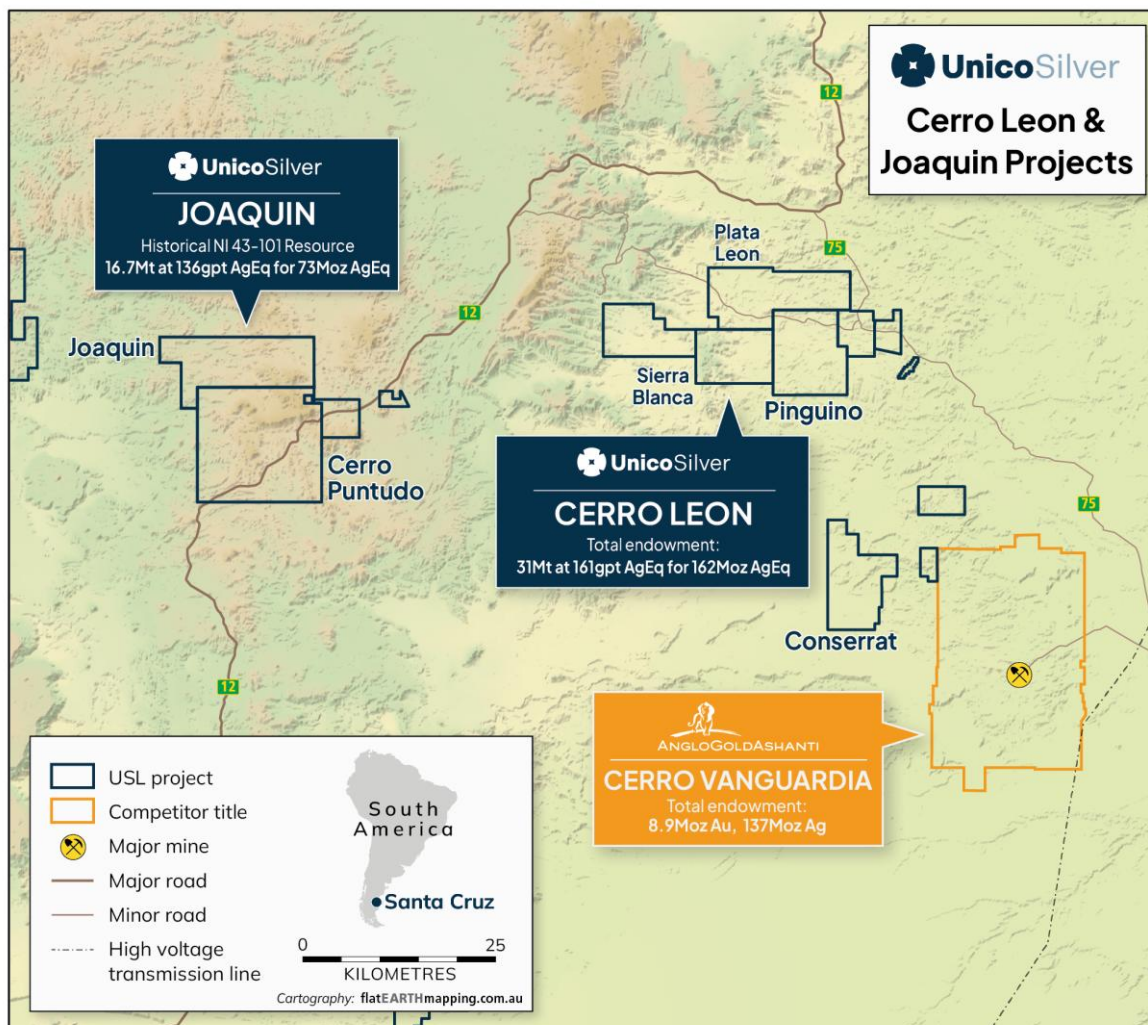 UnicoSilver
Cerro Leon &
Joaquin Projects
12
UnicoSilver
JOAQUIN
Historical NI 43-101 Resource
16.7Mt at 136gpt AgEq for 73Moz AgEq
Plata
Leon
75
12
Joaquin
Sierra
Blanca
Pinguino
Cerro
Puntudo
UnicoSilver
CERRO LEON
Total endowment:
31Mt at 161gpt AgEq for 162Moz AgEq
75
Conserrat
12
ANGLOGOLDASHANTI
CERRO VANGUARDIA
Total endowment:
8.9Moz Au, 137Moz Ag
USL project
Competitor title
Major mine
Major road
Minor road
High voltage
transmission line
South
America
Santa Cruz
0 25
KILOMETRES
Cartography: flatEARTHmapping.com.au